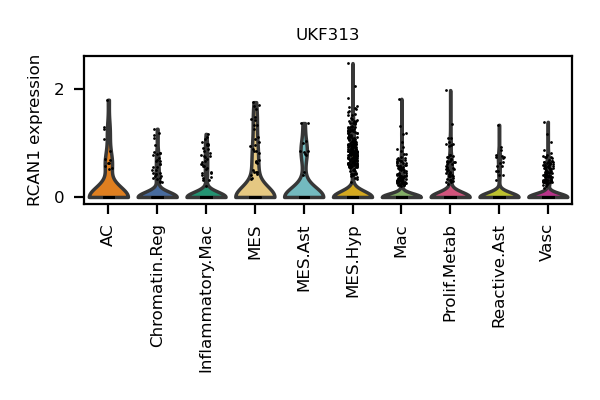 UKF313
RCAN1 expression
2
0
AC
Chromatin.Reg
Inflammatory.Mac
MES
MES.Ast
MES.Hyp
Mac
Prolif.Metab
Reactive.Ast
Vasc